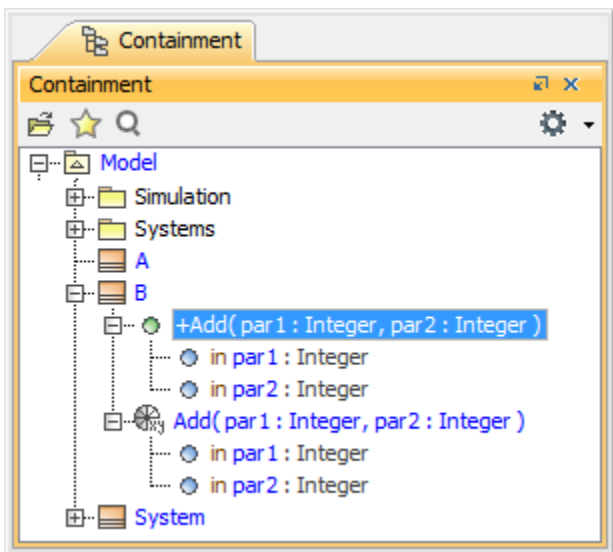 Containment
Containment
Model
Simulation
Systems
A
B
+Add( par1 : Integer, par2 : Integer )
in par1 : Integer
in par2 : Integer
Add( par1 : Integer, par2 : Integer )
in par1 : Integer
in par2 : Integer
System